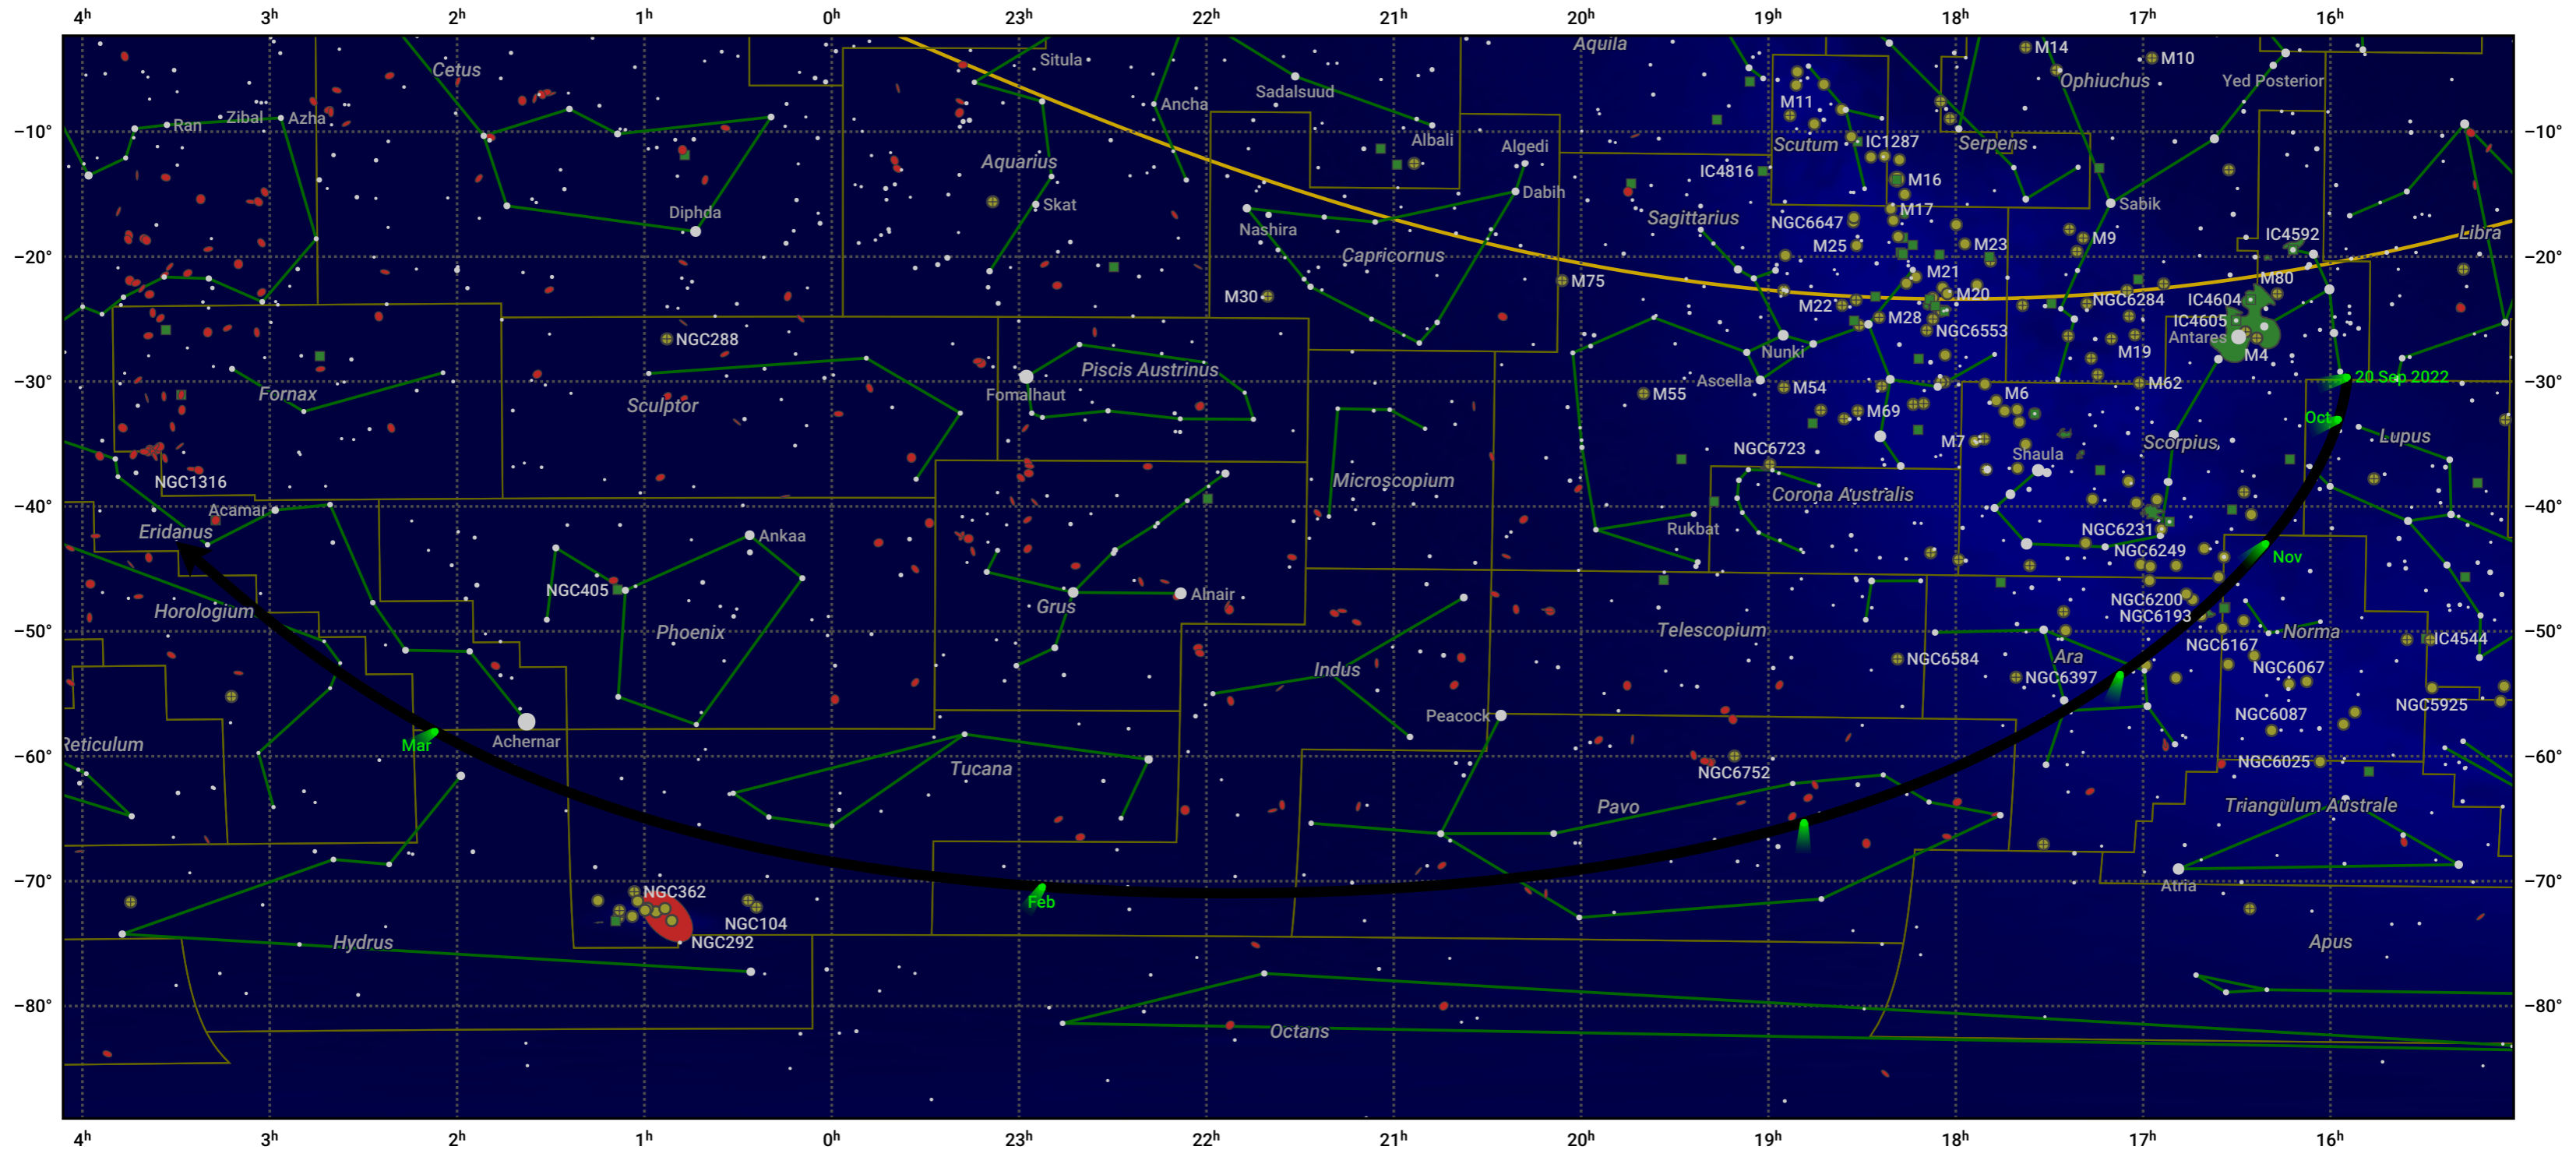 4h 3h 2h 1h 0h 23h 22h 21h 20h 19h 18h 17h 16h
Cetus
Situla
Aquila
M14
M10
Ophiuchus
Yed Posterior
Sadalsuud
Ancha
M11
Ran
Zibal
Azha
−10°
−10°
Albali
Algedi
IC1287
Scutum
Serpens
Aquarius
IC4816
M16
Dabih
Skat
Diphda
Sabik
M17
Sagittarius
NGC6647
Nashira
IC4592
Libra
M9
M23
M25
−20°
−20°
Capricornus
M21
M80
M75
M30
M20
M22
NGC6284
IC4604
M28
IC4605
NGC6553
Antares
NGC288
M19
M4
Nunki
Piscis Austrinus
20 Sep 2022
−30°
−30°
Ascella
M54
M62
Fornax
Fomalhaut
M55
M6
Sculptor
M69
Oct
Lupus
M7
Scorpius
NGC6723
Shaula
NGC1316
Microscopium
Corona Australis
−40°
−40°
Acamar
Eridanus
Ankaa
Rukbat
NGC6231
NGC6249
Nov
NGC405
Alnair
Grus
NGC6200
Horologium
NGC6193
Phoenix
Telescopium
Norma
−50°
−50°
IC4544
NGC6167
Ara
NGC6584
NGC6067
Indus
NGC6397
NGC5925
Peacock
NGC6087
Achernar
Mar
Reticulum
−60°
−60°
NGC6025
Tucana
NGC6752
Pavo
Triangulum Australe
−70°
−70°
Atria
NGC362
Feb
NGC104
NGC292
Hydrus
Apus
−80°
−80°
Octans
4h 3h 2h 1h 0h 23h 22h 21h 20h 19h 18h 17h 16h